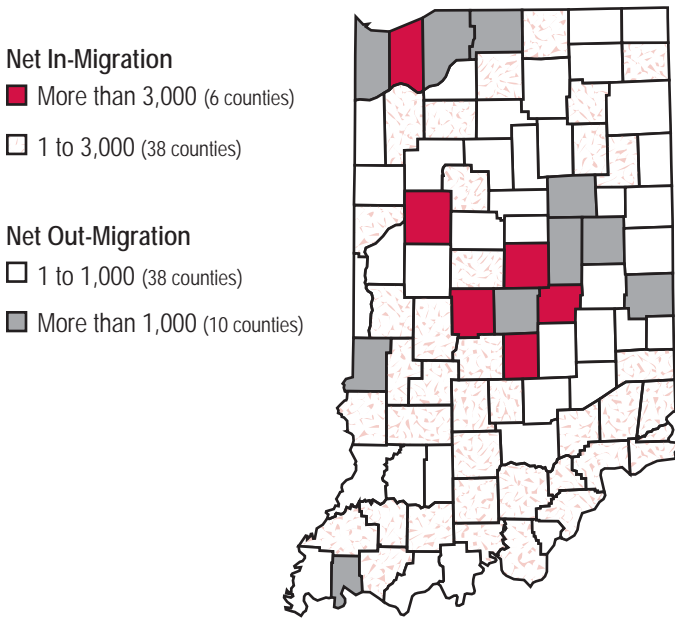 Net In-Migration
More than 3,000 (6 counties)
1 to 3,000 (38 counties)
Net Out-Migration
1 to 1,000 (38 counties)
More than 1,000 (10 counties)